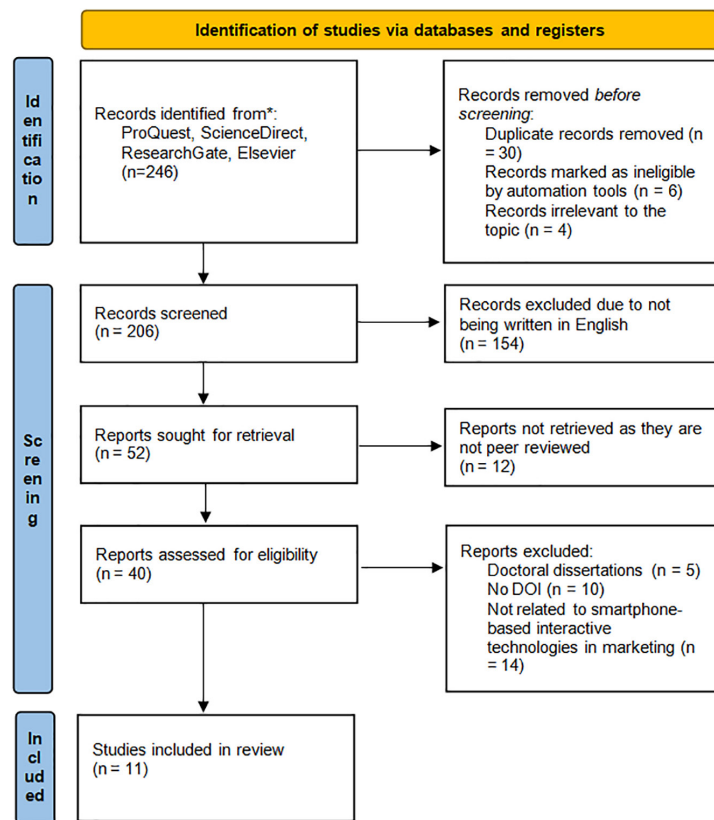 Identification of studies via databases and registers
Id
entifi
catio
n
Records identified from*:
ProQuest, ScienceDirect,
ResearchGate, Elsevier
(n=246)
Records removed before
screening:
Duplicate records removed (n
= 30)
Records marked as ineligible
by automation tools (n = 6)
Records irrelevant to the
topic (n = 4)
Sc
re
en
in
g
Records screened
(n = 206)
Records excluded due to not
being written in English
(n = 154)
Reports sought for retrieval
(n = 52)
Reports not retrieved as they are
not peer reviewed
(n = 12)
Reports assessed for eligibility
(n = 40)
Reports excluded:
Doctoral dissertations (n = 5)
No DOI (n = 10)
Not related to smartphone-
based interactive
technologies in marketing (n
= 14)
In
cl
ud
ed
Studies included in review
(n = 11)